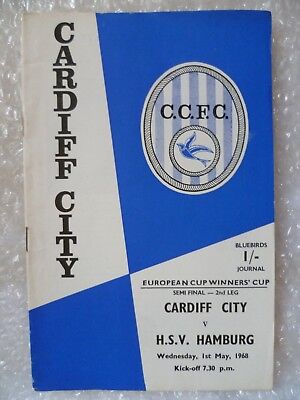 CARDIFF CITY
C.C.F.C.
BLUEBIRDS
1/-
JOURNAL
EUROPEAN CUP WINNERS' CUP
SEMI FINAL — 2nd LEG
CARDIFF CITY
v
H.S.V. HAMBURG
Wednesday, 1st May, 1968
Kick-off 7.30 p.m.